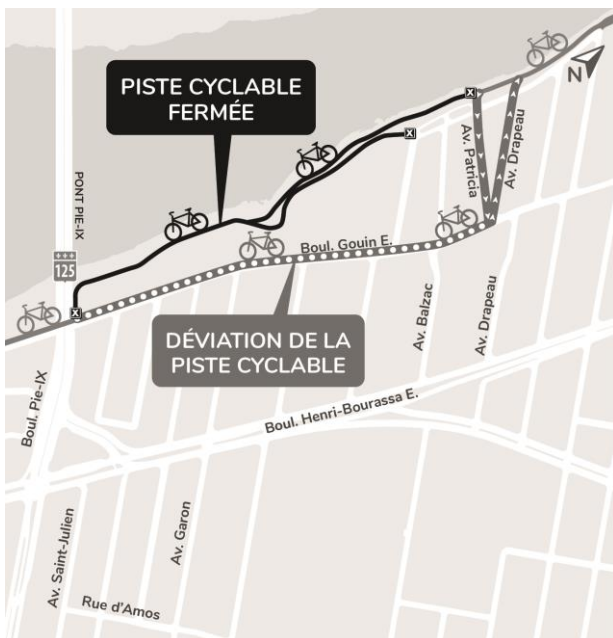 PISTE CYCLABLE
FERMÉE
N
PONT PIE-IX
125
Av. Patricia
Av. Drapeau
Boul. Gouin E.
DÉVIATION DE LA
PISTE CYCLABLE
Av. Balzac
Av. Drapeau
Boul. Pie-IX
Boul. Henri-Bourassa E.
Av. Saint-Julien
Av. Garon
Rue d'Amos